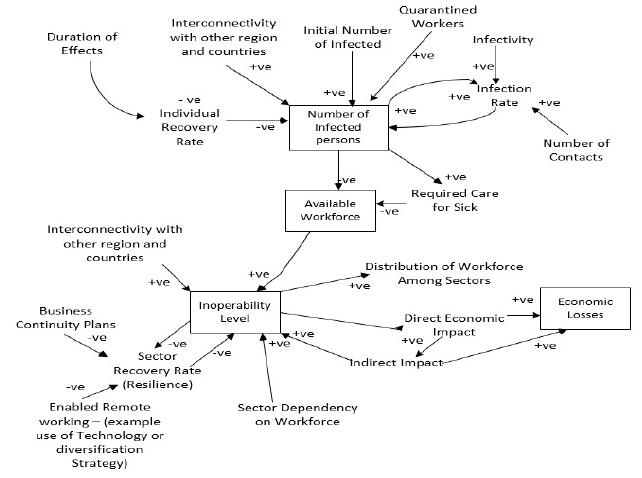 Quarantined
Workers
Interconnectivity
with other region
and countries
Initial Number
of Infected
Duration of
Effects
Infectivity
+ve
+ve
+ve
+ve
- ve
Individual
Recovery
Rate
-ve
Number of
Infected
persons
+ve
+ve
Infection
Rate
+ve
Number of
Contacts
-ve
+ve
Available
Workforce
-ve
Required Care
for Sick
Interconnectivity with
other region and
countries
+ve
+ve
Distribution of Workforce
Among Sectors
+ve
Inoperability
Level
Business
Continuity Plans
-ve
-ve
-ve
Sector
Recovery Rate
(Resilience)
+ve
+ve
Direct Economic
Impact
+ve
+ve
Economic
Losses
Indirect Impact
+ve
-ve
Enabled Remote
working – (example
use of Technology or
diversification
Strategy)
Sector Dependency
on Workforce